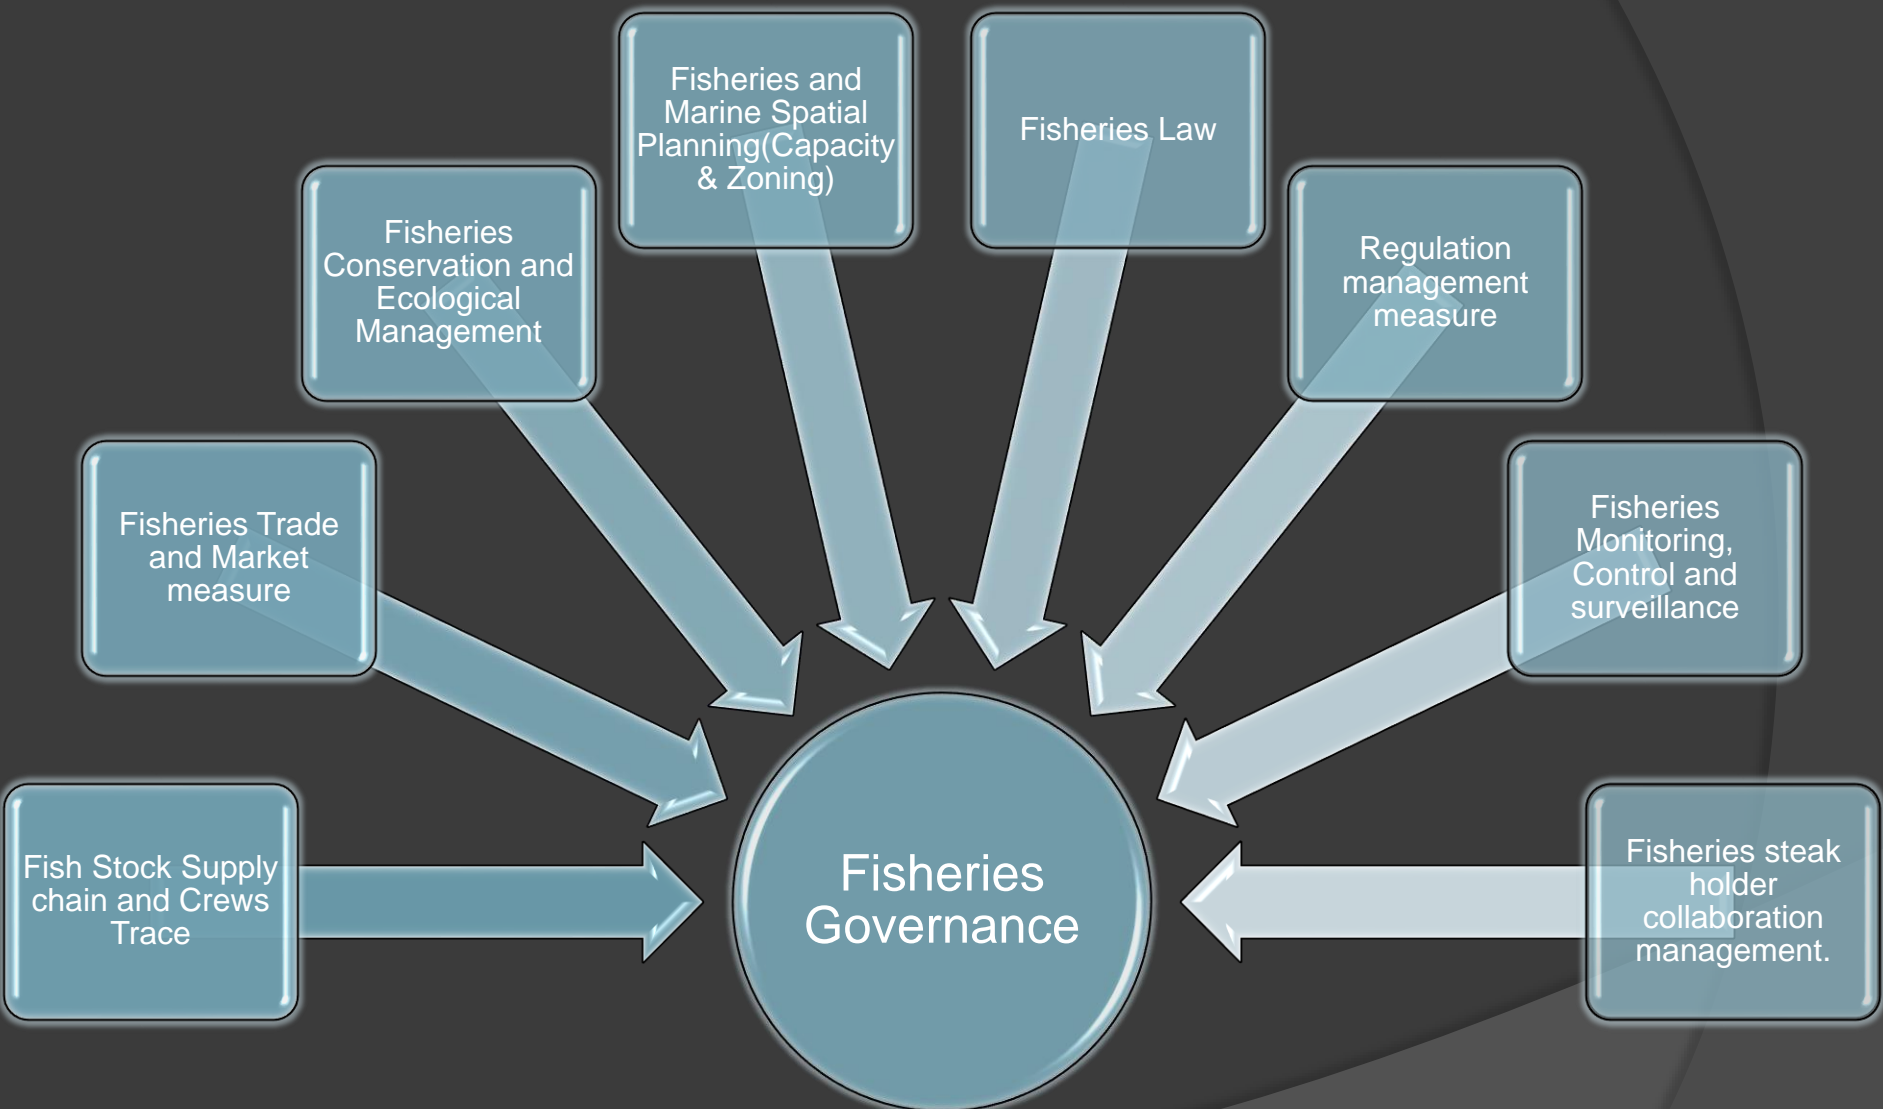 Fisheries and
Marine Spatial
Planning(Capacity
& Zoning)
Fisheries Law
Fisheries
Conservation and
Ecological
Management
Regulation
management
measure
Fisheries Trade
and Market
measure
Fisheries
Monitoring,
Control and
surveillance
Fish Stock Supply
chain and Crews
Trace
Fisheries
Governance
Fisheries steak
holder
collaboration
management.